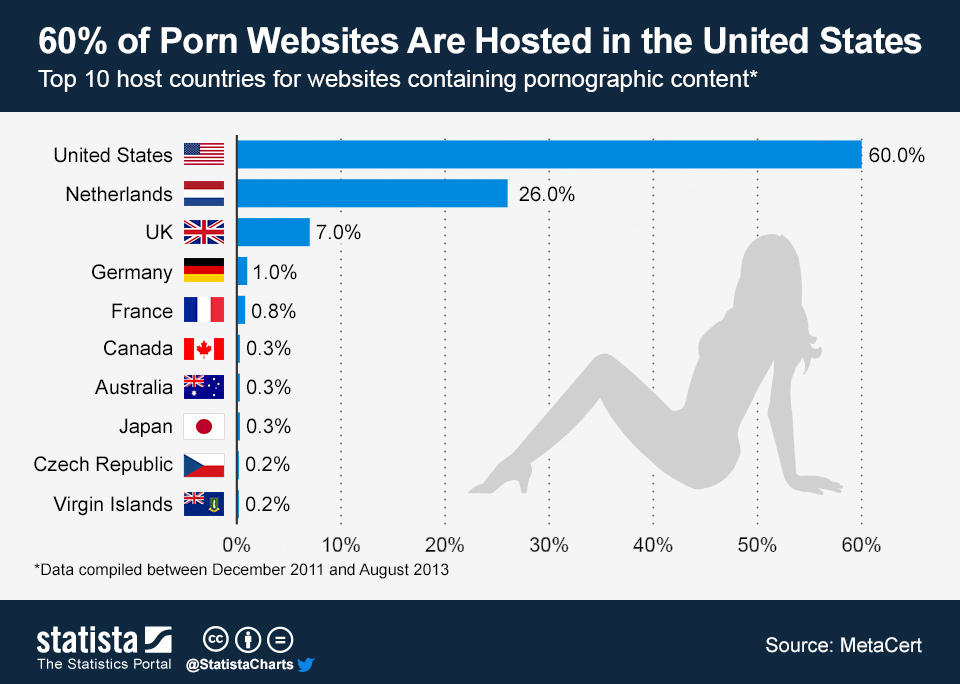 60% of Porn Websites Are Hosted in the United States
Top 10 host countries for websites containing pornographic content*
United States 60.0%
Netherlands 26.0%
UK 7.0%
Germany 1.0%
France 0.8%
Canada 0.3%
Australia 0.3%
Japan 0.3%
Czech Republic 0.2%
Virgin Islands 0.2%
0% 10% 20% 30% 40% 50% 60%
*Data compiled between December 2011 and August 2013
statista
The Statistics Portal
cc
@StatistaCharts
Source: MetaCert